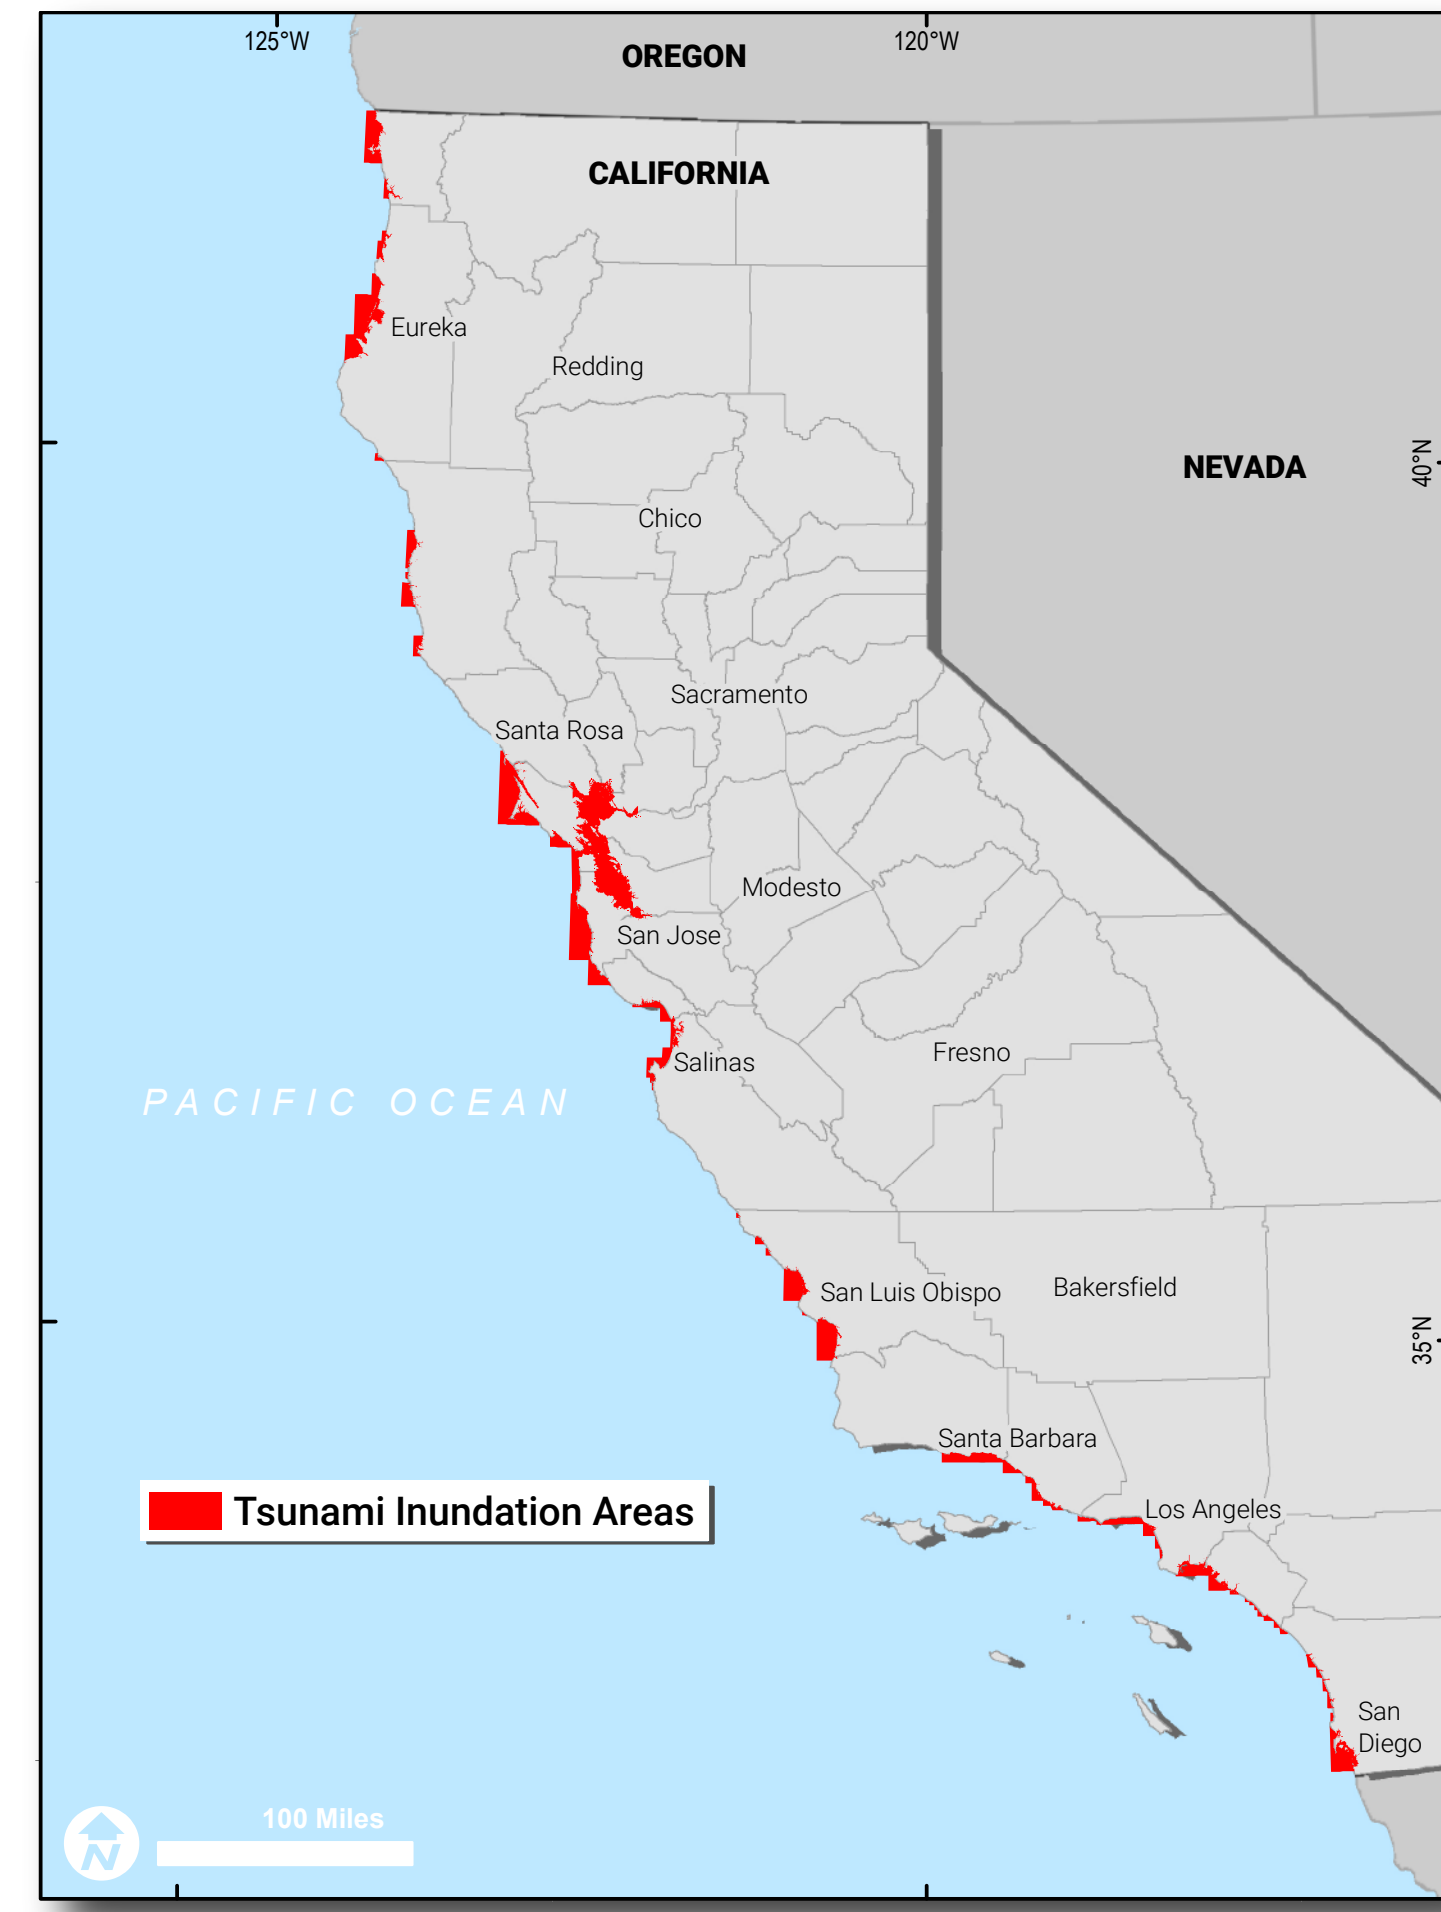 125°W
120°W
OREGON
CALIFORNIA
Eureka
Redding
NEVADA
40°N
Chico
Sacramento
Santa Rosa
Modesto
San Jose
Fresno
Salinas
PACIFIC OCEAN
San Luis Obispo
Bakersfield
35°N
Santa Barbara
Los Angeles
Tsunami Inundation Areas
San
Diego
100 Miles
N